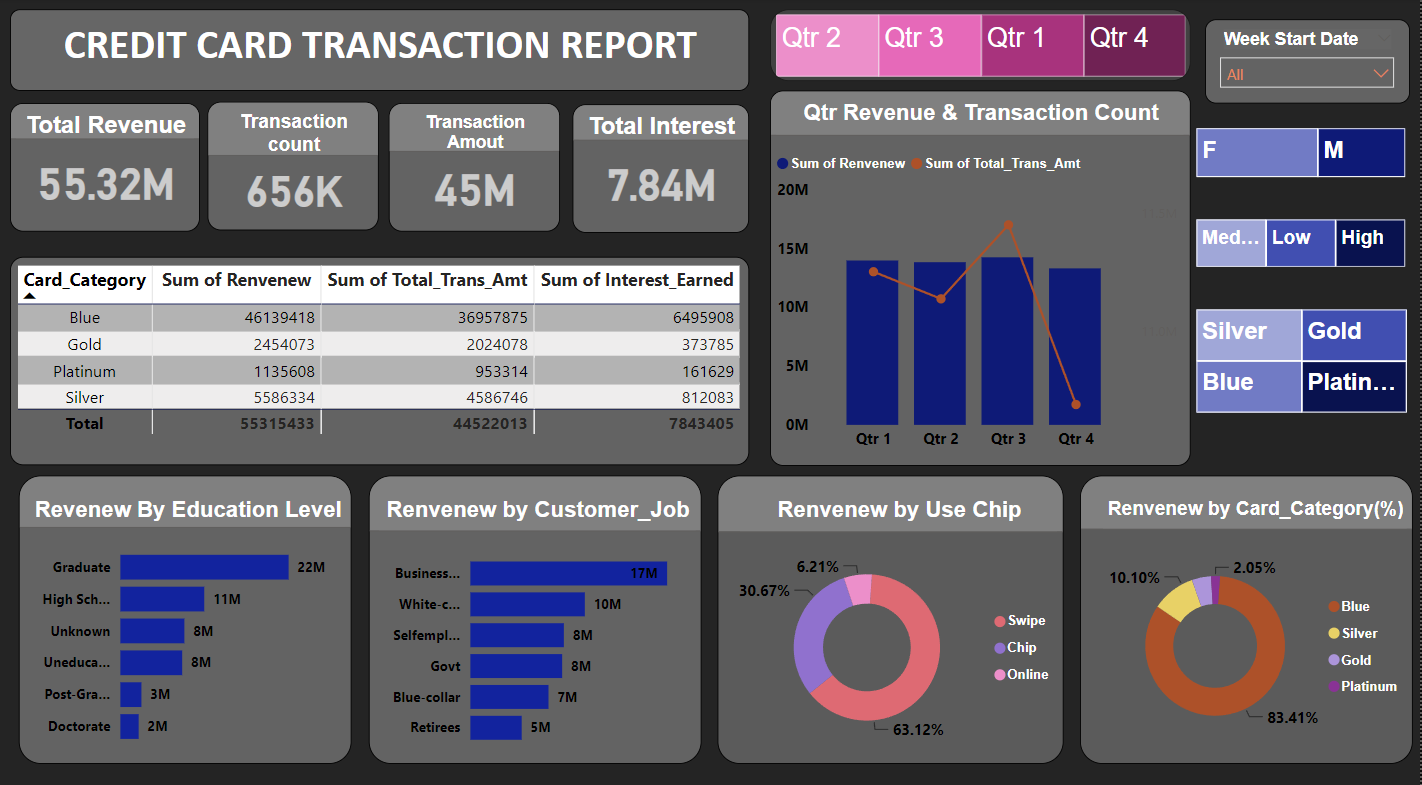 CREDIT CARD TRANSACTION REPORT
Qtr 2 Qtr 3 Qtr 1 Qtr 4
Week Start Date
All
Total Revenue
55.32M
Transaction
count
656K
Transaction
Amout
45M
Total Interest
7.84M
Card_Category Sum of Renvenew Sum of Total_Trans_Amt Sum of Interest_Earned
Blue 46139418 36957875 6495908
Gold 2454073 2024078 373785
Platinum 1135608 953314 161629
Silver 5586334 4586746 812083
Total 55315433 44522013 7843405
Qtr Revenue & Transaction Count
Sum of Renvenew Sum of Total_Trans_Amt
20M
15M
10M
5M
0M
Qtr 1 Qtr 2 Qtr 3 Qtr 4
F M
Med... Low High
Silver Gold
Blue Platin...
Revenew By Education Level
Graduate 22M
High Sch... 11M
Unknown 8M
Uneduca... 8M
Post-Gra... 3M
Doctorate 2M
Renvenew by Customer_Job
Business... 17M
White-c... 10M
Selfempl... 8M
Govt 8M
Blue-collar 7M
Retirees 5M
Renvenew by Use Chip
6.21%
30.67%
63.12%
Swipe
Chip
Online
Renvenew by Card_Category(%)
2.05%
10.10%
83.41%
Blue
Silver
Gold
Platinum